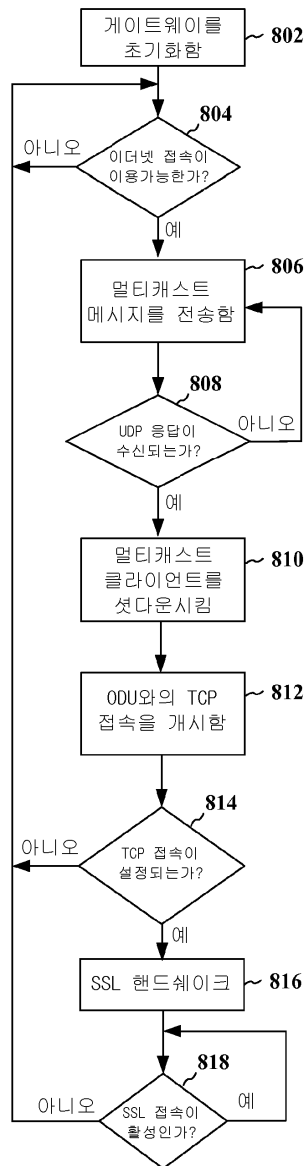 게이트웨이를
초기화함
802
804
아니오
이더넷 접속이
이용가능한가?
예
806
멀티캐스트
메시지를 전송함
808
아니오
UDP 응답이
수신되는가?
예
멀티캐스트
클라이언트를
셧다운시킴
810
ODU와의 TCP
접속을 개시함
812
814
아니오
TCP 접속이
설정되는가?
예
SSL 핸드쉐이크
816
818
아니오
SSL 접속이
활성인가?
예